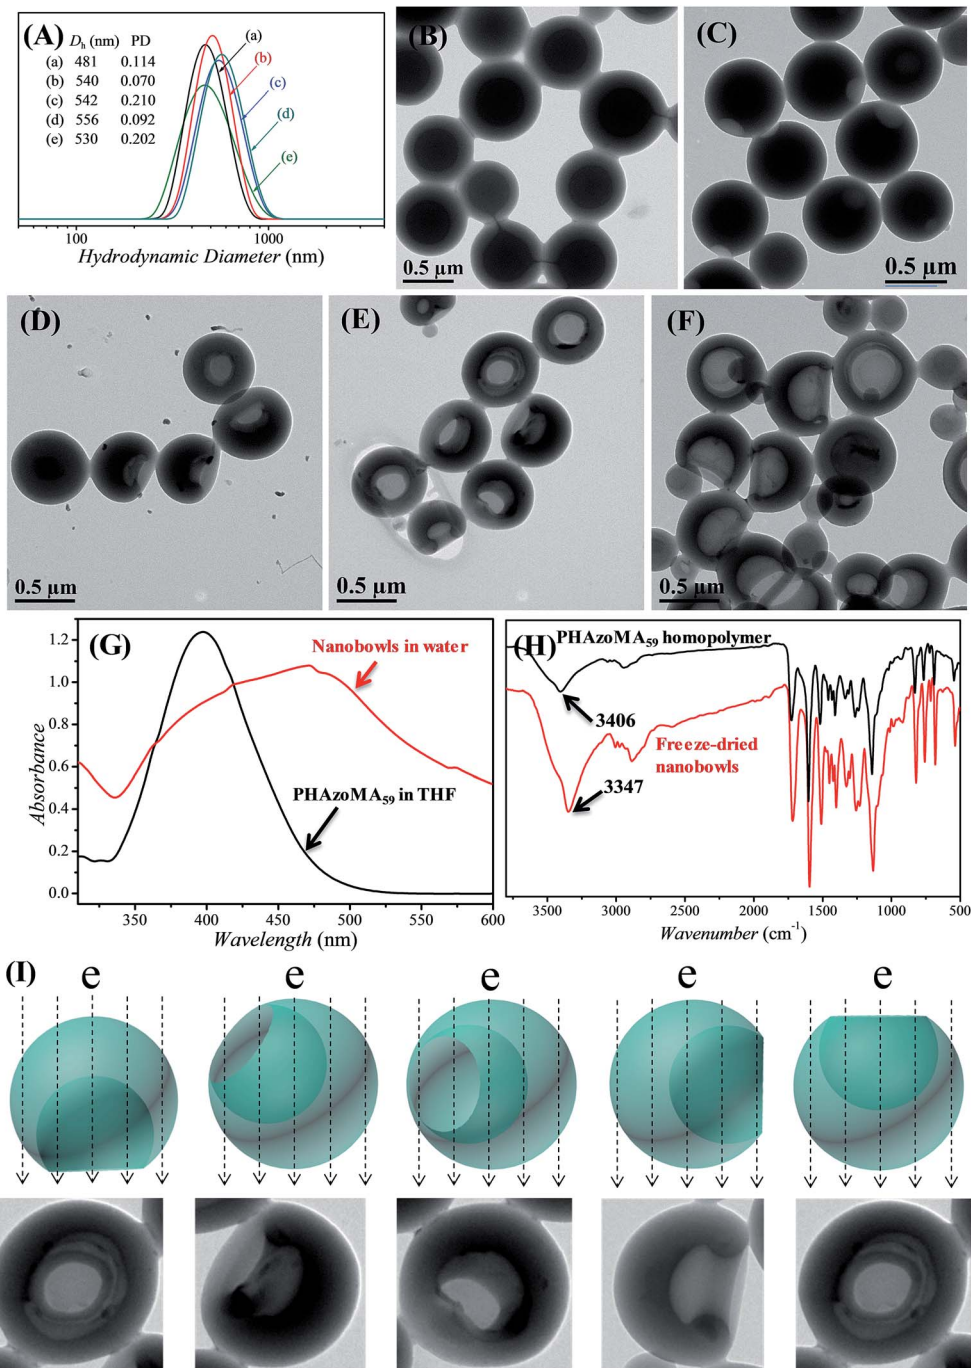 (A)
Dh (nm) PD
(a) 481 0.114
(b) 540 0.070
(c) 542 0.210
(d) 556 0.092
(e) 530 0.202
(a)
(b)
(c)
(d)
(e)
100 1000
Hydrodynamic Diameter (nm)
(B)
0.5 µm
(C)
0.5 µm
(D)
0.5 µm
(E)
0.5 µm
(F)
0.5 µm
(G)
Nanobowls in water
PHAzoMA59 in THF
1.2
1.0
0.8
0.6
0.4
0.2
0.0
Absorbance
350 400 450 500 550 600
Wavelength (nm)
(H)
PHAzoMA59 homopolymer
3406
Freeze-dried
nanobowls
3347
3500 3000 2500 2000 1500 1000 500
Wavenumber (cm-1)
(I)
e e e e e